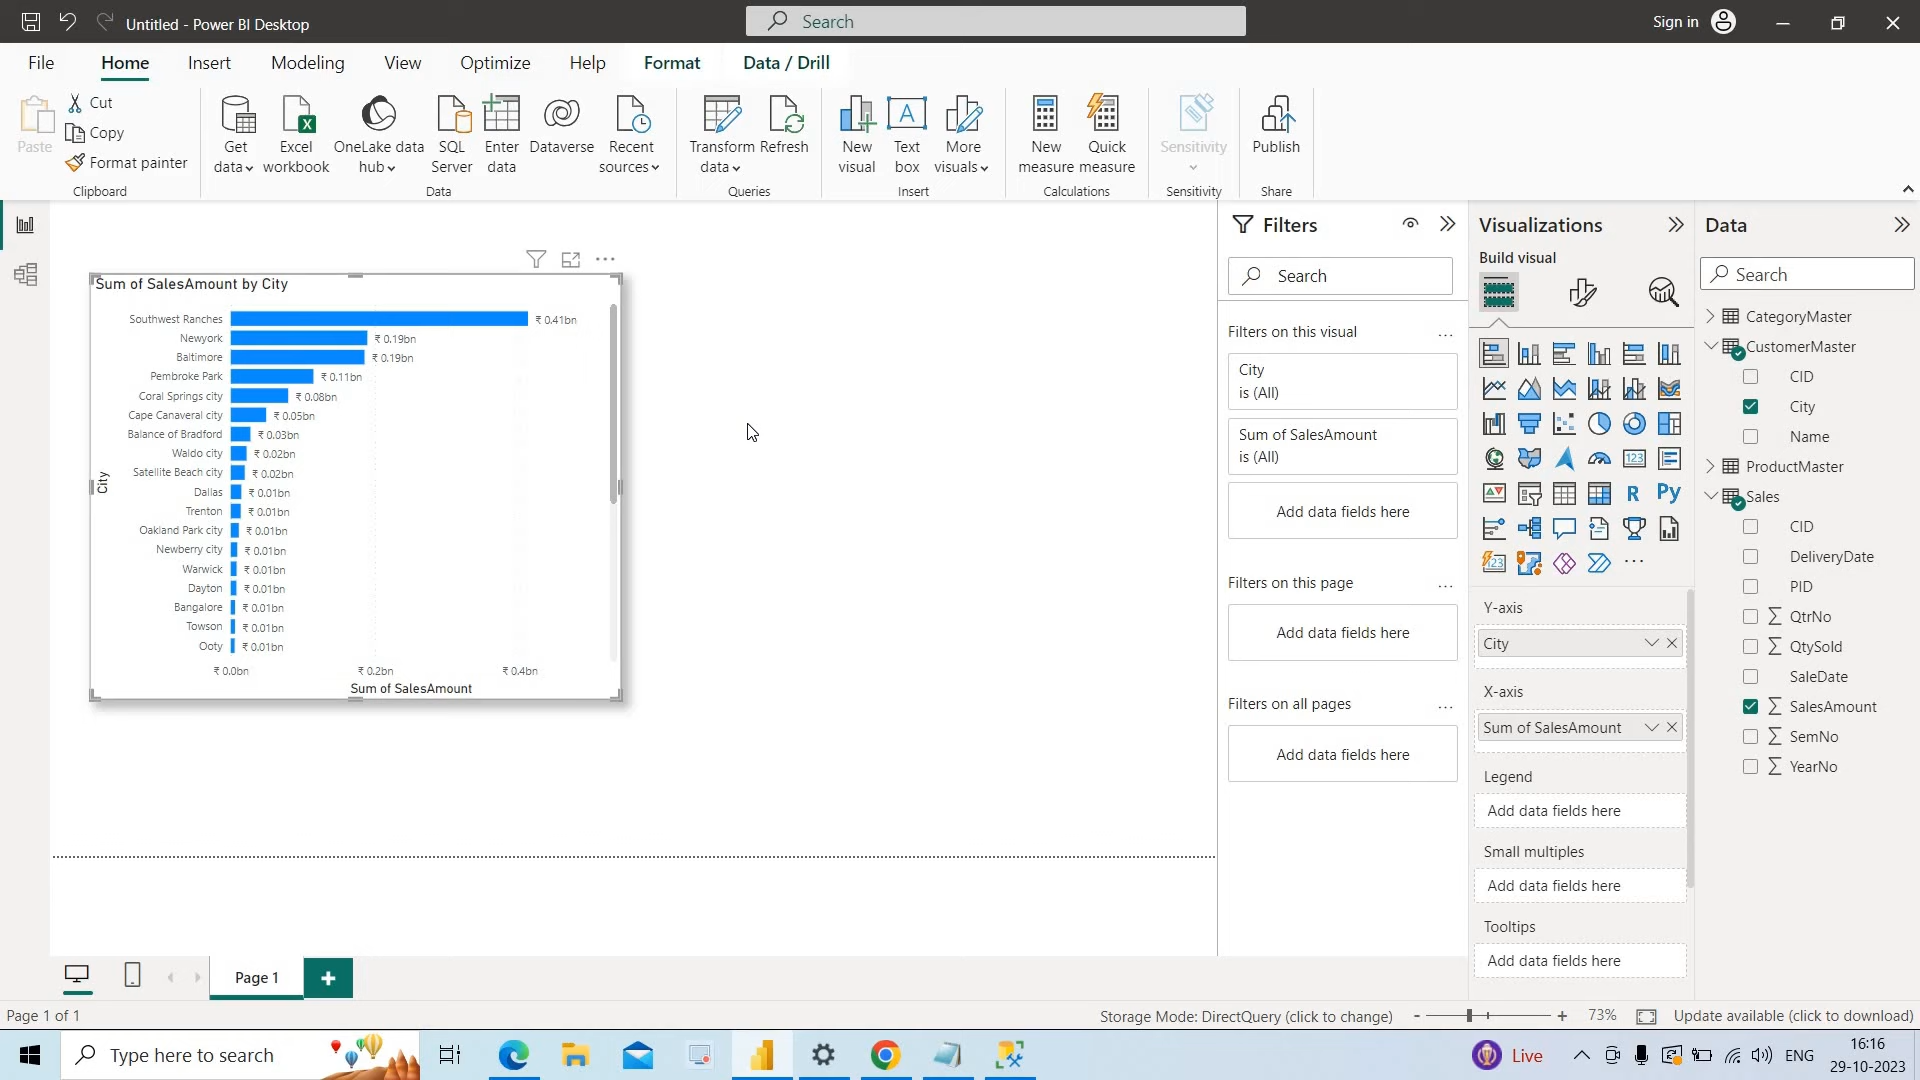 Untitled - Power BI Desktop
Search
Sign in
File
Home
Insert
Modeling
View
Optimize
Help
Format
Data / Drill
Paste
Cut
Copy
Format painter
Clipboard
Get data
Excel workbook
OneLake data hub
SQL Server
Enter data
Dataverse
Recent sources
Data
Transform data
Refresh
Queries
New visual
Text box
More visuals
Insert
New measure
Quick measure
Calculations
Sensitivity
Sensitivity
Publish
Share
Sum of SalesAmount by City
City
Southwest Ranches ₹ 0.41bn
Newyork ₹ 0.19bn
Baltimore ₹ 0.19bn
Pembroke Park ₹ 0.11bn
Coral Springs city ₹ 0.08bn
Cape Canaveral city ₹ 0.05bn
Balance of Bradford ₹ 0.03bn
Waldo city ₹ 0.02bn
Satellite Beach city ₹ 0.02bn
Dallas ₹ 0.01bn
Trenton ₹ 0.01bn
Oakland Park city ₹ 0.01bn
Newberry city ₹ 0.01bn
Warwick ₹ 0.01bn
Dayton ₹ 0.01bn
Bangalore ₹ 0.01bn
Towson ₹ 0.01bn
Ooty ₹ 0.01bn
₹ 0.0bn ₹ 0.2bn ₹ 0.4bn
Sum of SalesAmount
Filters
Search
Filters on this visual
City
is (All)
Sum of SalesAmount
is (All)
Add data fields here
Filters on this page
Add data fields here
Filters on all pages
Add data fields here
Visualizations
Build visual
123
R
Py
123
Y-axis
City
X-axis
Sum of SalesAmount
Legend
Add data fields here
Small multiples
Add data fields here
Tooltips
Add data fields here
Data
Search
CategoryMaster
CustomerMaster
CID
City
Name
ProductMaster
Sales
CID
DeliveryDate
PID
QtrNo
QtySold
SaleDate
SalesAmount
SemNo
YearNo
Page 1
Page 1 of 1
Storage Mode: DirectQuery (click to change)
73%
Update available (click to download)
Type here to search
Live
ENG
16:16
29-10-2023